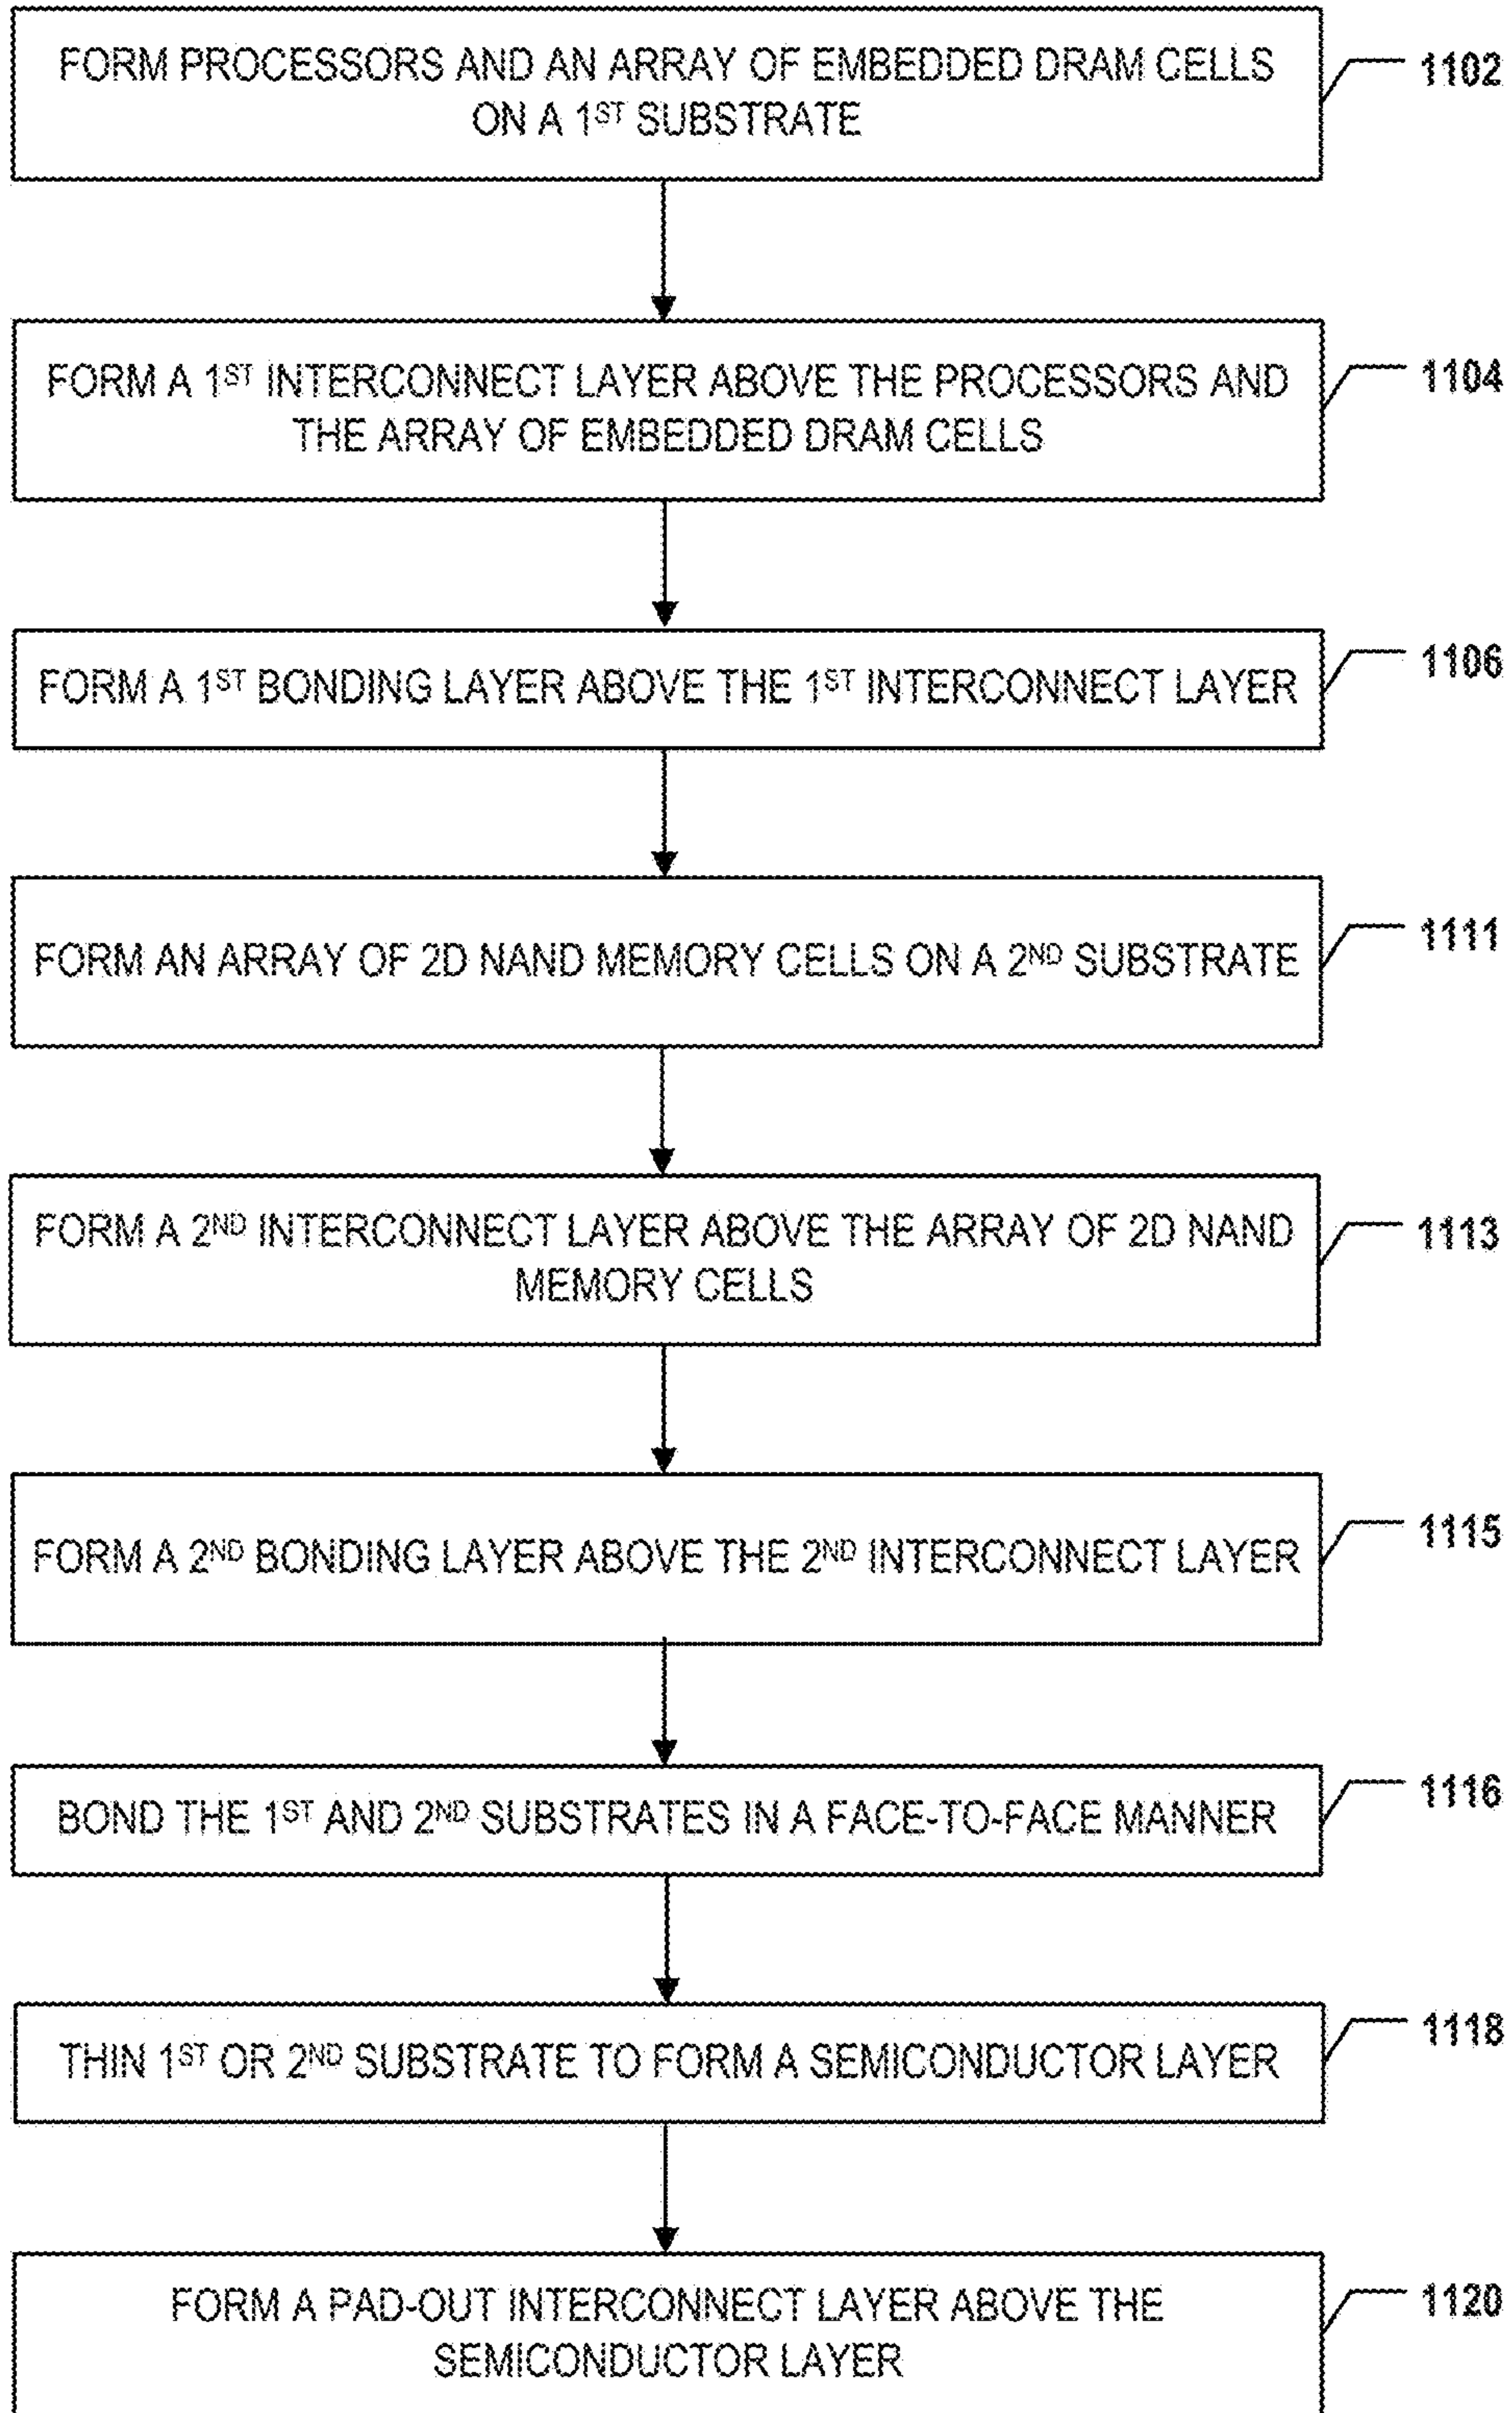 FORM PROCESSORS AND AN ARRAY OF EMBEDDED DRAM CELLS
ON A 1ST SUBSTRATE
1102
FORM A 1ST INTERCONNECT LAYER ABOVE THE PROCESSORS AND
THE ARRAY OF EMBEDDED DRAM CELLS
1104
FORM A 1ST BONDING LAYER ABOVE THE 1ST INTERCONNECT LAYER
1106
FORM AN ARRAY OF 2D NAND MEMORY CELLS ON A 2ND SUBSTRATE
1111
FORM A 2ND INTERCONNECT LAYER ABOVE THE ARRAY OF 2D NAND
MEMORY CELLS
1113
FORM A 2ND BONDING LAYER ABOVE THE 2ND INTERCONNECT LAYER
1115
BOND THE 1ST AND 2ND SUBSTRATES IN A FACE-TO-FACE MANNER
1116
THIN 1ST OR 2ND SUBSTRATE TO FORM A SEMICONDUCTOR LAYER
1118
FORM A PAD-OUT INTERCONNECT LAYER ABOVE THE
SEMICONDUCTOR LAYER
1120